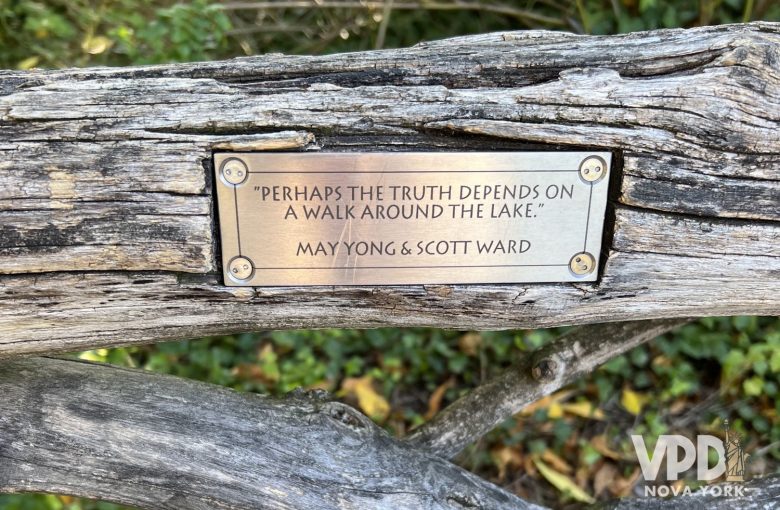 "PERHAPS THE TRUTH DEPENDS ON
A WALK AROUND THE LAKE."
MAY YONG & SCOTT WARD
VPD
NOVA YORK